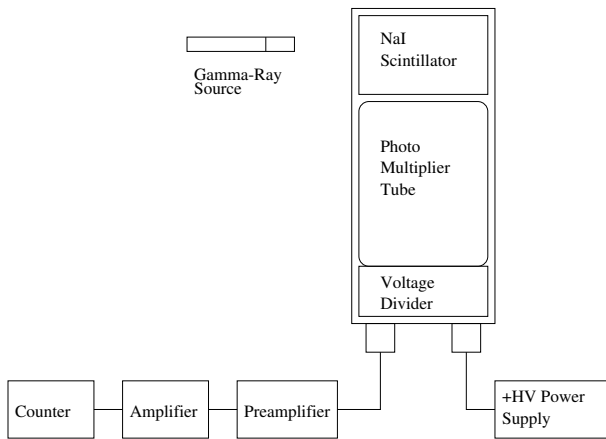 NaI
Scintillator
Gamma-Ray
Source
Photo
Multiplier
Tube
Voltage
Divider
Counter
Amplifier
Preamplifier
+HV Power
Supply